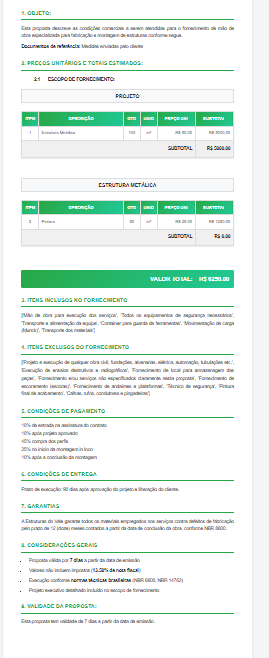 1. OBJETO:
Esta proposta descreve as condições comerciais a serem atendidas para o fornecimento de mão de
obra especializada para fabricação e montagem de estruturas conforme segue.
Documentos de referência: Medidas enviadas pelo cliente
2. PREÇOS UNITÁRIOS E TOTAIS ESTIMADOS:
2.1 ESCOPO DE FORNECIMENTO:
PROJETO
ITEM DESCRIÇÃO QTD UNID PREÇO UNIT SUBTOTAL
1 Estrutura Metálica 100 m² R$ 50.00 R$ 5000.00
SUBTOTAL R$ 5000.00
ESTRUTURA METÁLICA
ITEM DESCRIÇÃO QTD UNID PREÇO UNIT SUBTOTAL
2 Pintura 50 m² R$ 25.00 R$ 1250.00
SUBTOTAL R$ 0.00
VALOR TOTAL: R$ 6250.00
3. ITENS INCLUSOS NO FORNECIMENTO
['Mão de obra para execução dos serviços', 'Todos os equipamentos de segurança necessários',
'Transporte e alimentação da equipe', 'Container para guarda de ferramentas', 'Movimentação de carga
(Munck)', 'Transporte dos materiais']
4. ITENS EXCLUSOS DO FORNECIMENTO
['Projeto e execução de qualquer obra civil, fundações, alvenarias, elétrica, automação, tubulações etc.',
'Execução de ensaios destrutivos e radiográficos', 'Fornecimento de local para armazenagem das
peças', 'Fornecimento e/ou serviços não especificados claramente nesta proposta', 'Fornecimento de
escoramento pesados', 'Fornecimento de andaimes e plataformas', 'Técnico de segurança', 'Pintura
final de acabamento', 'Calhas, rufos, condutores e pingadeiras']
5. CONDIÇÕES DE PAGAMENTO
10% de entrada na assinatura do contrato
10% após projeto aprovado
45% compra dos perfis
25% no início da montagem in loco
10% após a conclusão da montagem
6. CONDIÇÕES DE ENTREGA
Prazo de execução: 90 dias após aprovação do projeto e liberação do cliente.
7. GARANTIAS
A Estruturas do Vale garante todos os materiais empregados nos serviços contra defeitos de fabricação
pelo prazo de 12 (doze) meses contados a partir da data de conclusão da obra, conforme NBR 8800.
8. CONSIDERAÇÕES GERAIS
Proposta válida por 7 dias a partir da data de emissão
Valores não incluem impostos (13.58% de nota fiscal)
Execução conforme normas técnicas brasileiras (NBR 8800, NBR 14762)
Projeto executivo detalhado incluído no escopo de fornecimento
9. VALIDADE DA PROPOSTA:
Esta proposta tem validade de 7 dias a partir da data de emissão.